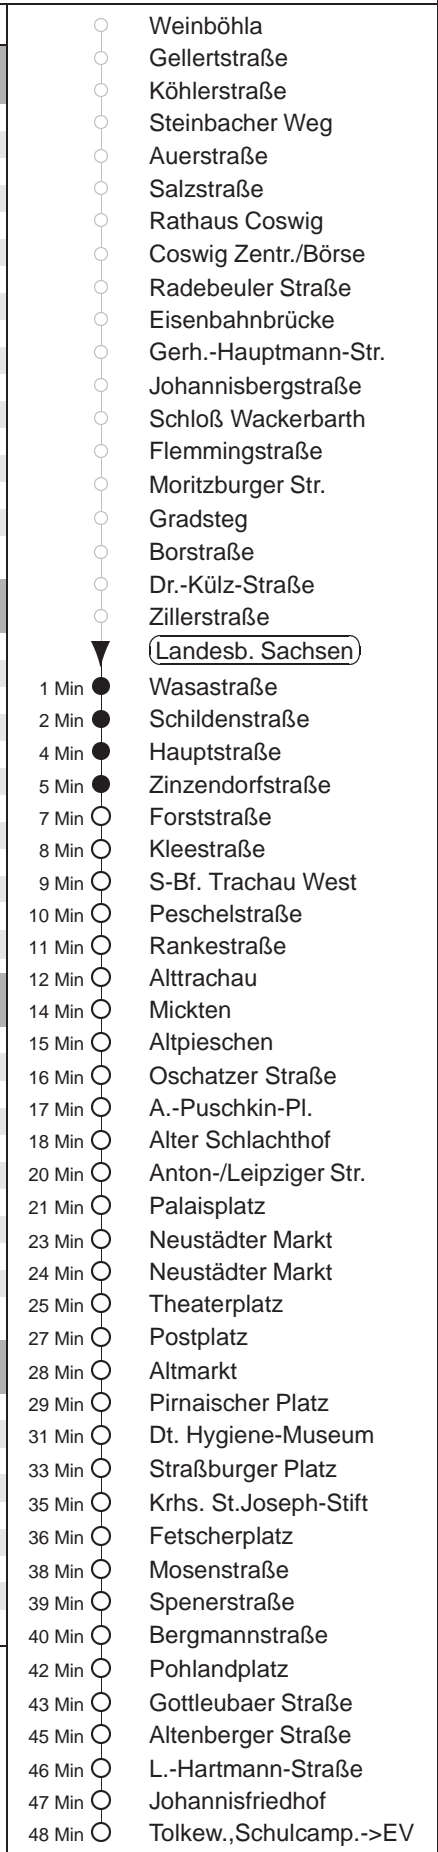 Weinböhla
Gellertstraße
Köhlerstraße
Steinbacher Weg
Auerstraße
Salzstraße
Rathaus Coswig
Coswig Zentr./Börse
Radebeuler Straße
Eisenbahnbrücke
Gerh.-Hauptmann-Str.
Johannisbergstraße
Schloß Wackerbarth
Flemmingstraße
Moritzburger Str.
Gradsteg
Borstraße
Dr.-Külz-Straße
Zillerstraße
Landesb. Sachsen
1 Min Wasastraße
2 Min Schildenstraße
4 Min Hauptstraße
5 Min Zinzendorfstraße
7 Min Forststraße
8 Min Kleestraße
9 Min S-Bf. Trachau West
10 Min Peschelstraße
11 Min Rankestraße
12 Min Alttrachau
14 Min Mickten
15 Min Altpieschen
16 Min Oschatzer Straße
17 Min A.-Puschkin-Pl.
18 Min Alter Schlachthof
20 Min Anton-/Leipziger Str.
21 Min Palaisplatz
23 Min Neustädter Markt
24 Min Neustädter Markt
25 Min Theaterplatz
27 Min Postplatz
28 Min Altmarkt
29 Min Pirnaischer Platz
31 Min Dt. Hygiene-Museum
33 Min Straßburger Platz
35 Min Krhs. St.Joseph-Stift
36 Min Fetscherplatz
38 Min Mosenstraße
39 Min Spenerstraße
40 Min Bergmannstraße
42 Min Pohlandplatz
43 Min Gottleubaer Straße
45 Min Altenberger Straße
46 Min L.-Hartmann-Straße
47 Min Johannisfriedhof
48 Min Tolkew.,Schulcamp.->EV